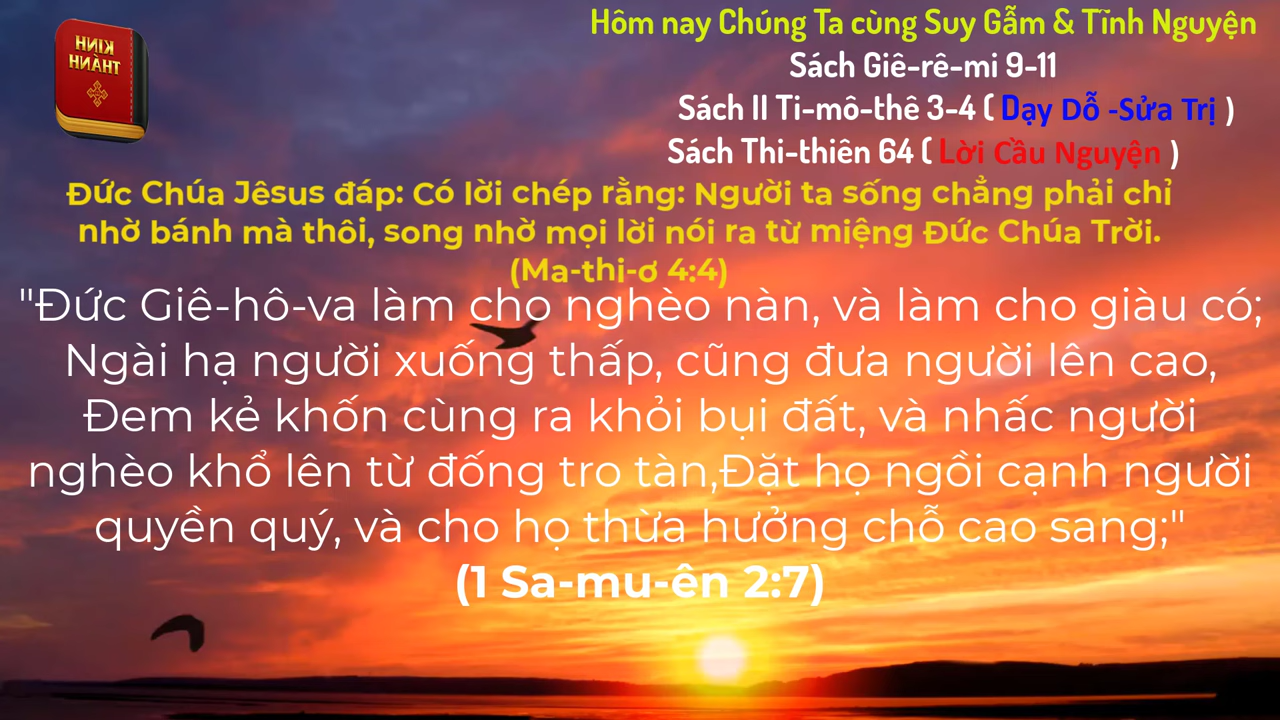 KINH
THÁNH
Hôm nay Chúng Ta cùng Suy Gẫm & Tĩnh Nguyện
Sách Giê-rê-mi 9-11
Sách II Ti-mô-thê 3-4 ( Dạy Dỗ -Sửa Trị )
Sách Thi-thiên 64 ( Lời Cầu Nguyện )
Đức Chúa Jêsus đáp: Có lời chép rằng: Người ta sống chẳng phải chỉ
nhờ bánh mà thôi, song nhờ mọi lời nói ra từ miệng Đức Chúa Trời.
(Ma-thi-ơ 4:4)
"Đức Giê-hô-va làm cho nghèo nàn, và làm cho giàu có;
Ngài hạ người xuống thấp, cũng đưa người lên cao,
Đem kẻ khốn cùng ra khỏi bụi đất, và nhấc người
nghèo khổ lên từ đống tro tàn,Đặt họ ngồi cạnh người
quyền quý, và cho họ thừa hưởng chỗ cao sang;"
(1 Sa-mu-ên 2:7)